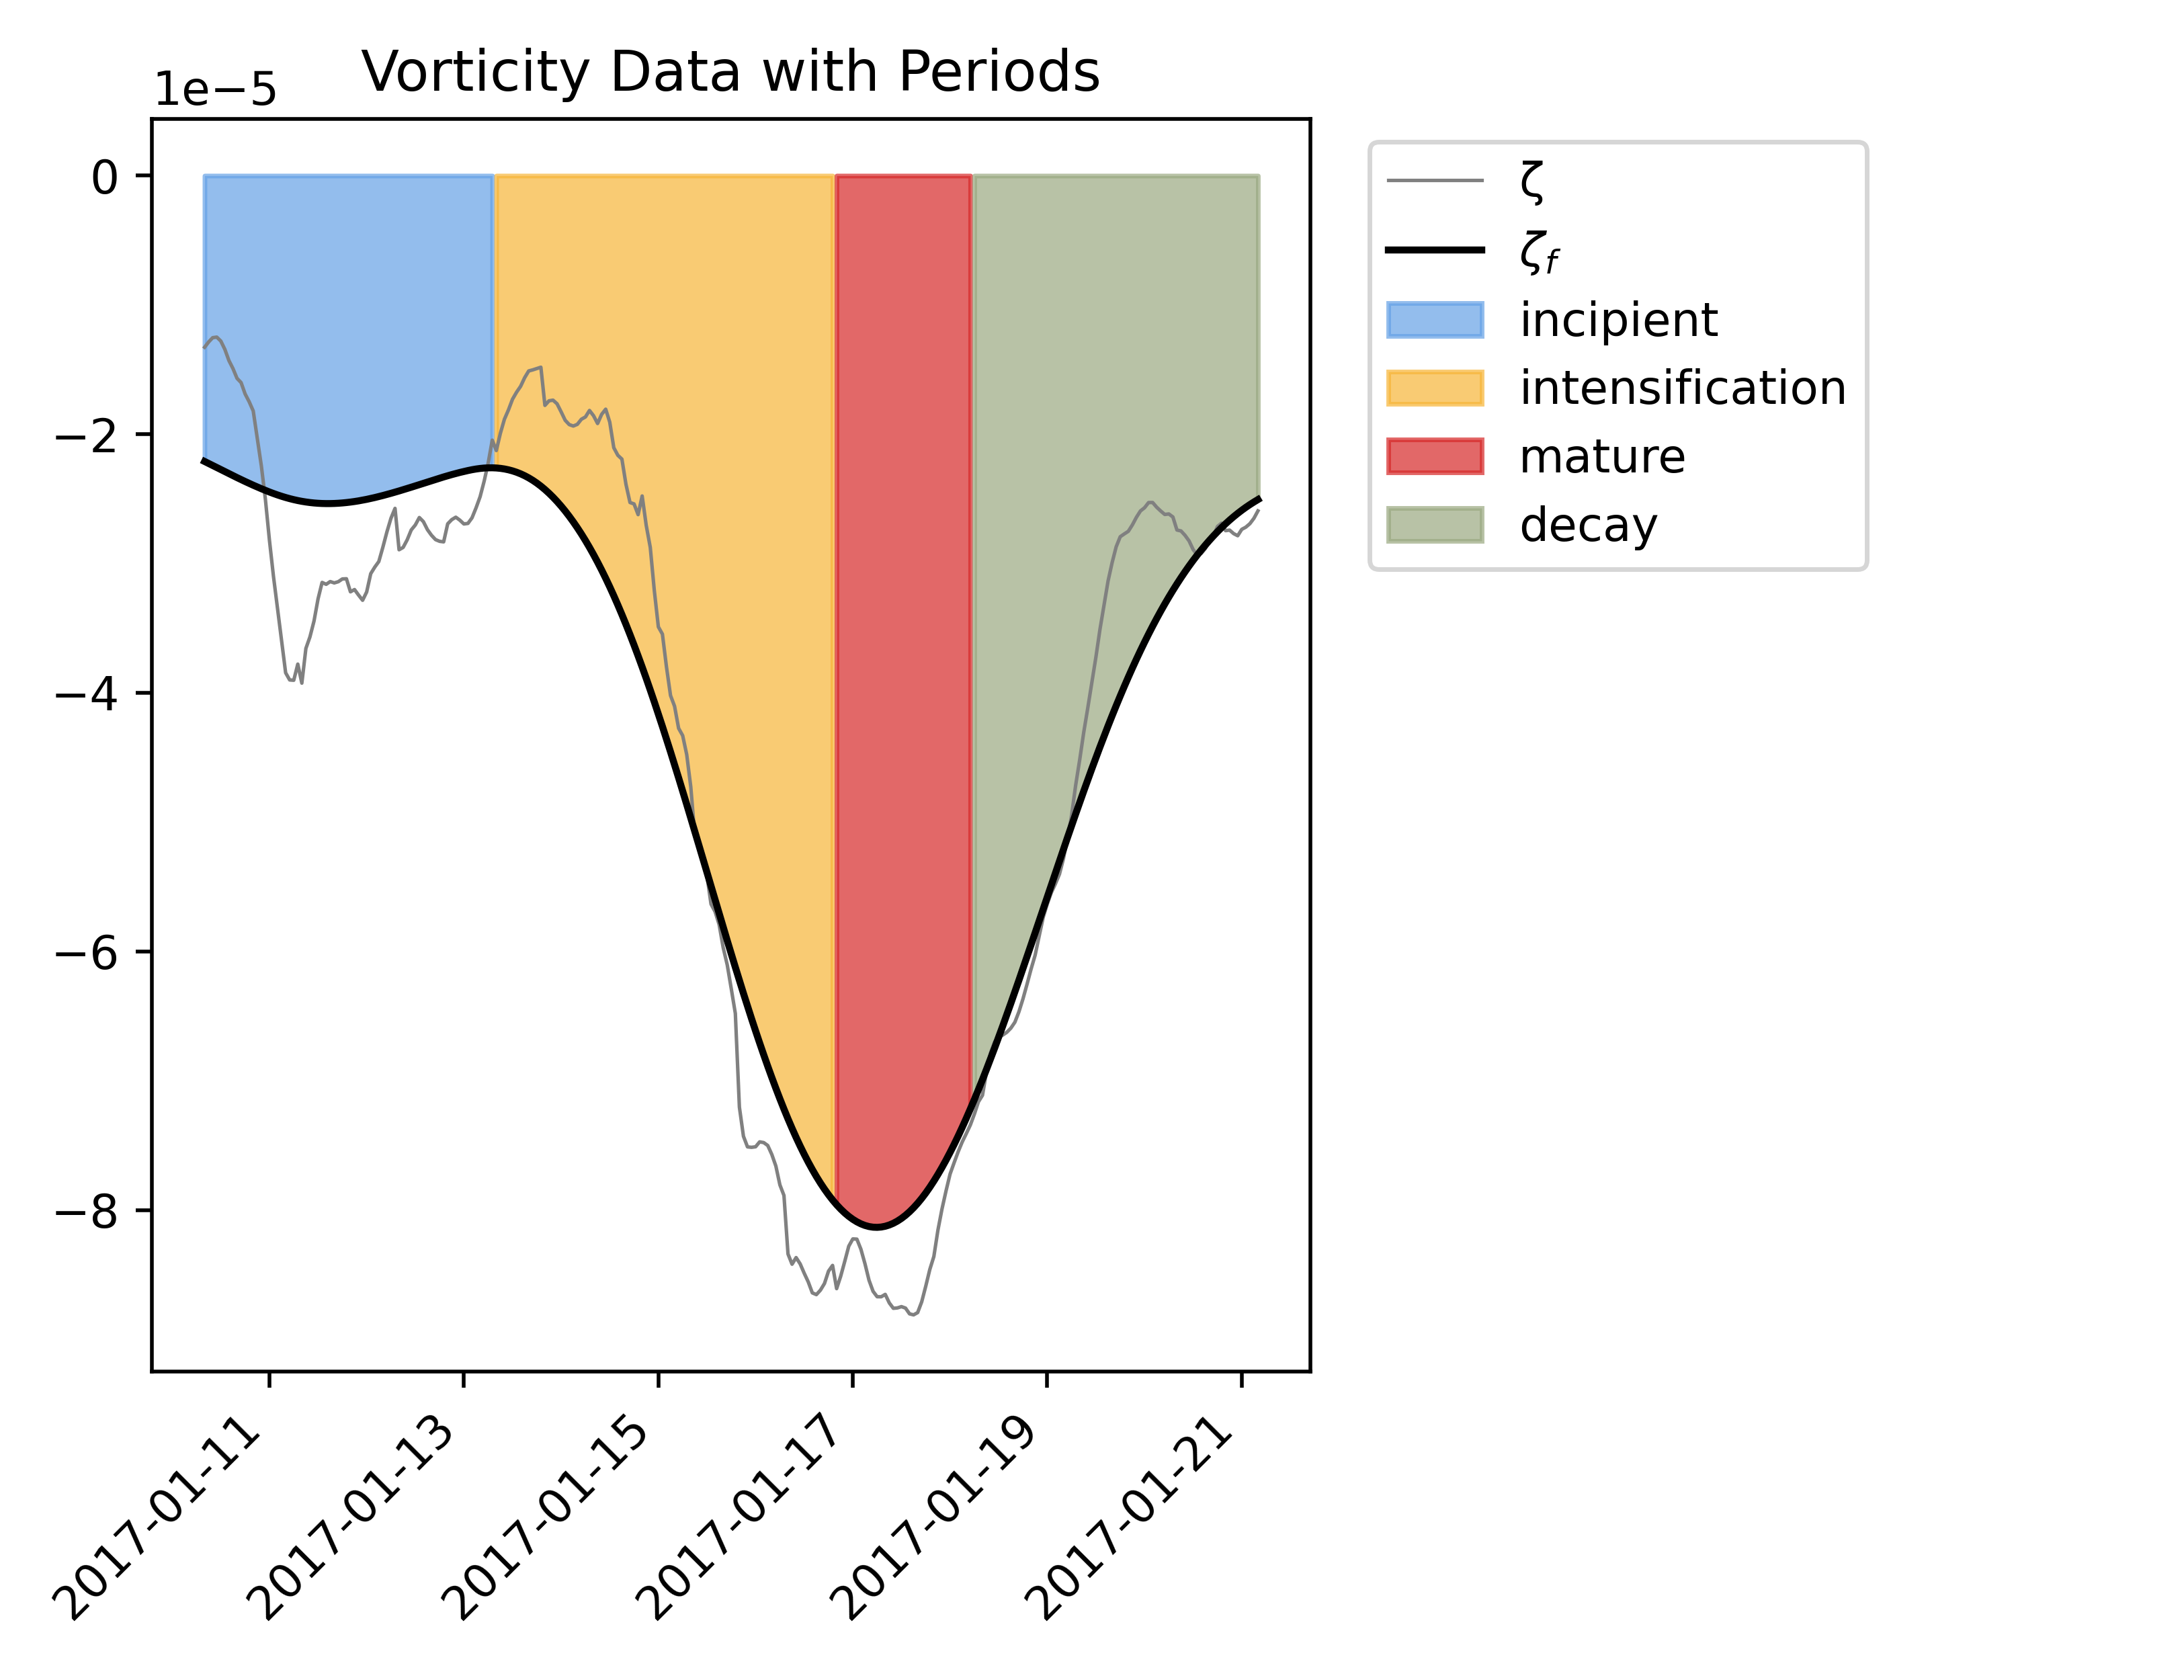 Vorticity Data with Periods
1e−5
0
−2
−4
−6
−8
2017-01-11
2017-01-13
2017-01-15
2017-01-17
2017-01-19
2017-01-21
ζ
ζf
incipient
intensification
mature
decay